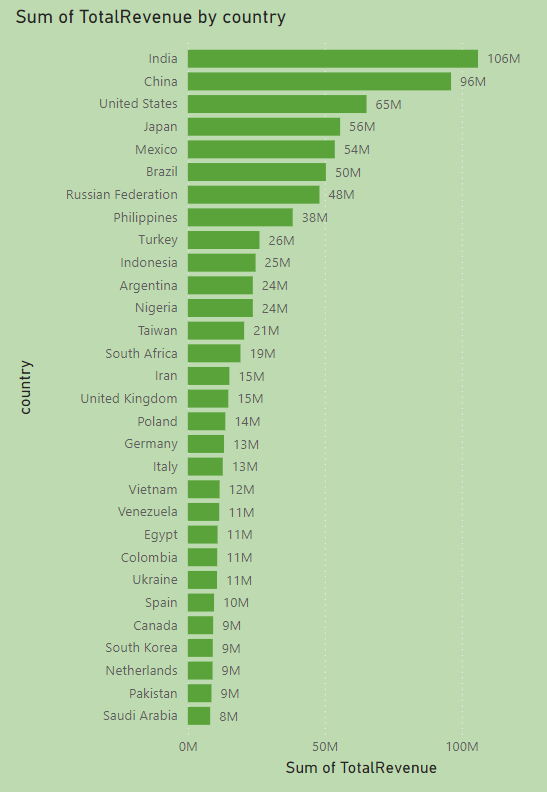 Sum of TotalRevenue by country
India 106M
China 96M
United States 65M
Japan 56M
Mexico 54M
Brazil 50M
Russian Federation 48M
Philippines 38M
Turkey 26M
Indonesia 25M
Argentina 24M
Nigeria 24M
Taiwan 21M
South Africa 19M
Iran 15M
United Kingdom 15M
Poland 14M
Germany 13M
Italy 13M
Vietnam 12M
Venezuela 11M
Egypt 11M
Colombia 11M
Ukraine 11M
Spain 10M
Canada 9M
South Korea 9M
Netherlands 9M
Pakistan 9M
Saudi Arabia 8M
country
0M 50M 100M
Sum of TotalRevenue